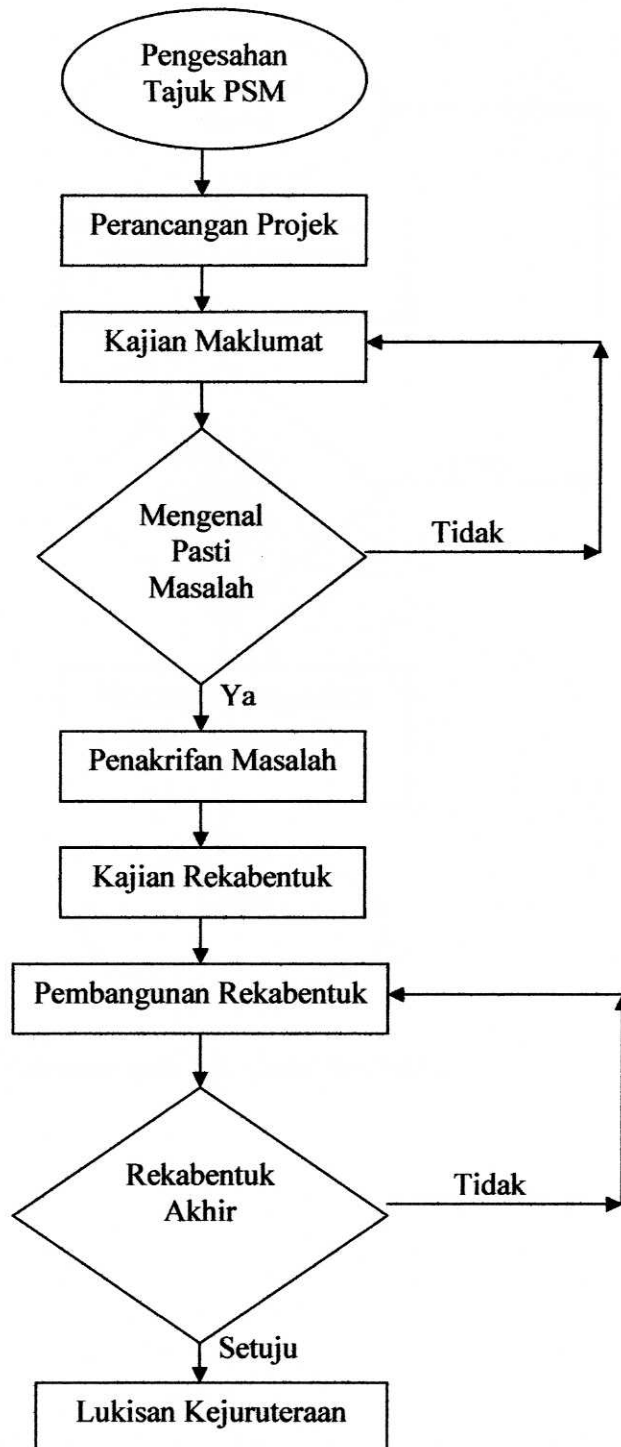 Pengesahan
Tajuk PSM
Perancangan Projek
Kajian Maklumat
Mengenal
Pasti
Masalah
Tidak
Ya
Penakrifan Masalah
Kajian Rekabentuk
Pembangunan Rekabentuk
Rekabentuk
Akhir
Tidak
Setuju
Lukisan Kejuruteraan